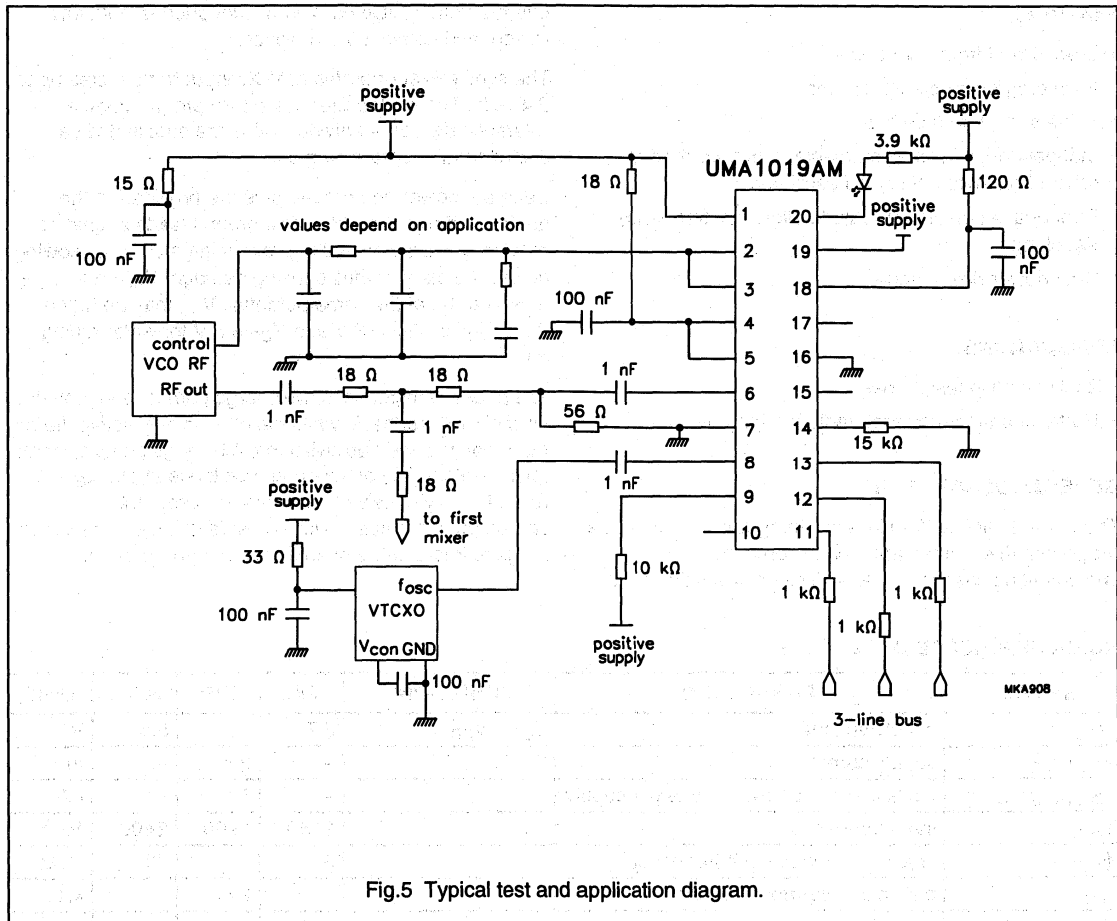 positive
supply
positive
supply
3.9 kΩ
15 Ω
18 Ω
UMA1019AM
120 Ω
positive
supply
values depend on application
100 nF
100
nF
100 nF
control
VCO RF
RF out
1
2
3
4
5
6
7
8
9
10
20
19
18
17
16
15
14
13
12
11
18 Ω
18 Ω
1 nF
1 nF
1 nF
56 Ω
15 kΩ
1 nF
18 Ω
to first
mixer
positive
supply
33 Ω
100 nF
fosc
VTCXO
Vcon GND
100 nF
10 kΩ
positive
supply
1 kΩ
1 kΩ
1 kΩ
3-line bus
MKA908
Fig.5 Typical test and application diagram.